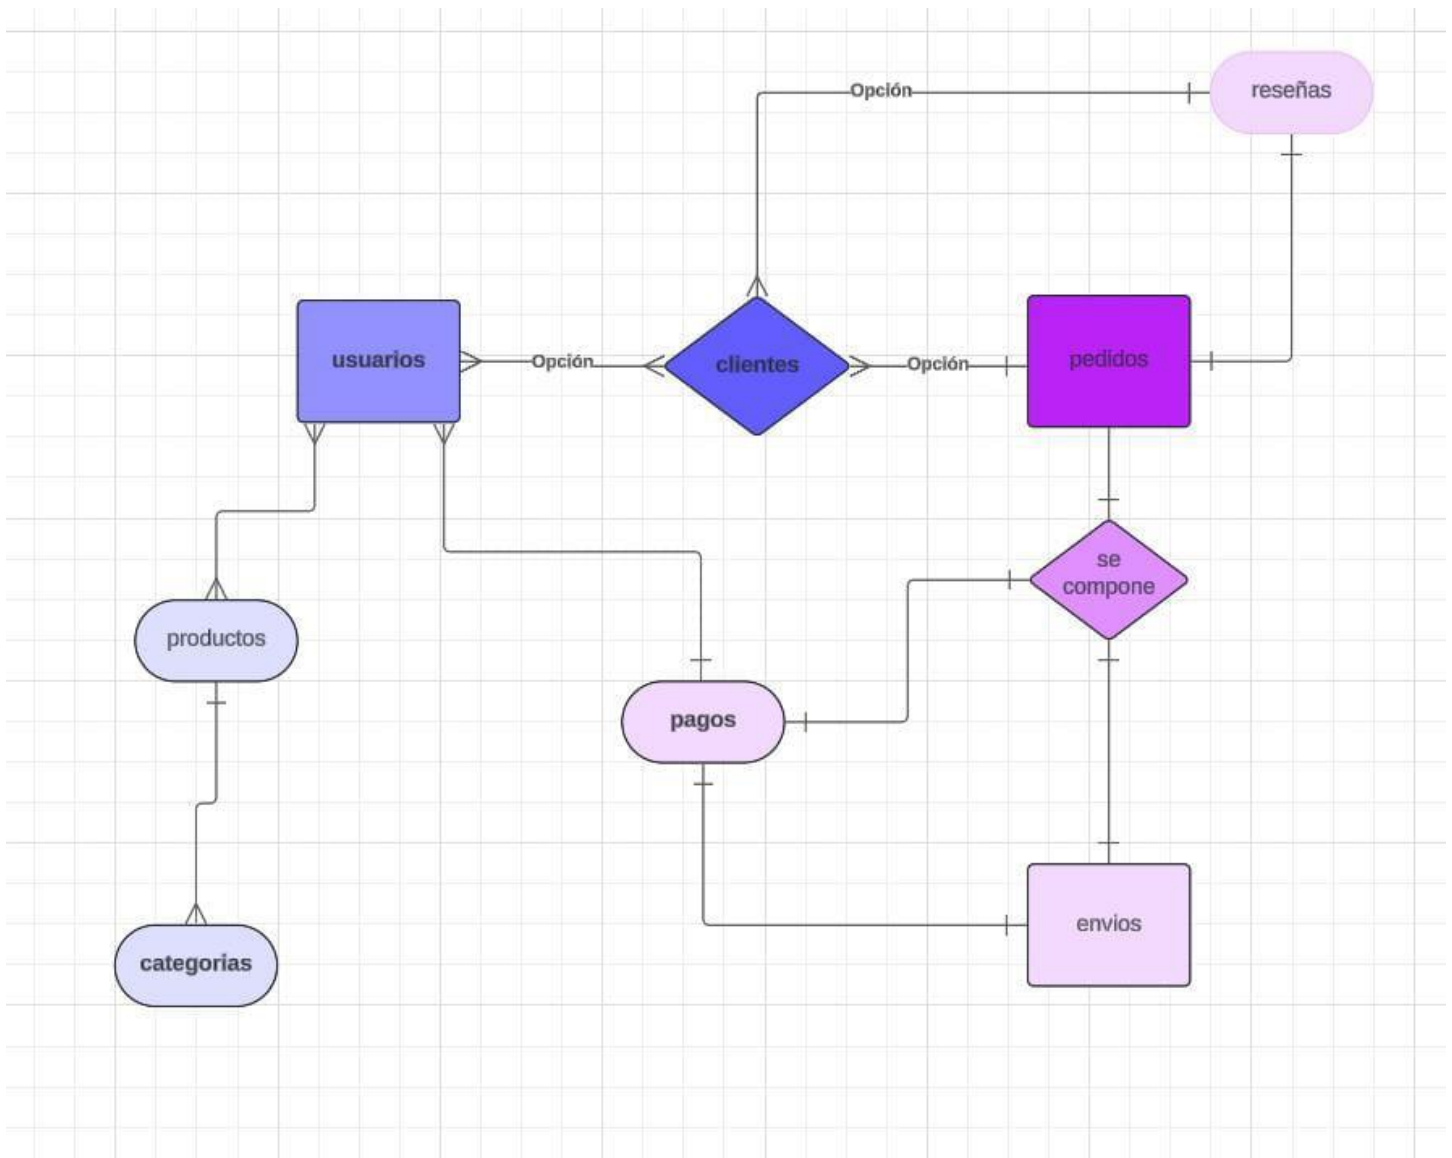 Opción
reseñas
usuarios
Opción
clientes
Opción
pedidos
se
compone
productos
pagos
envios
categorias